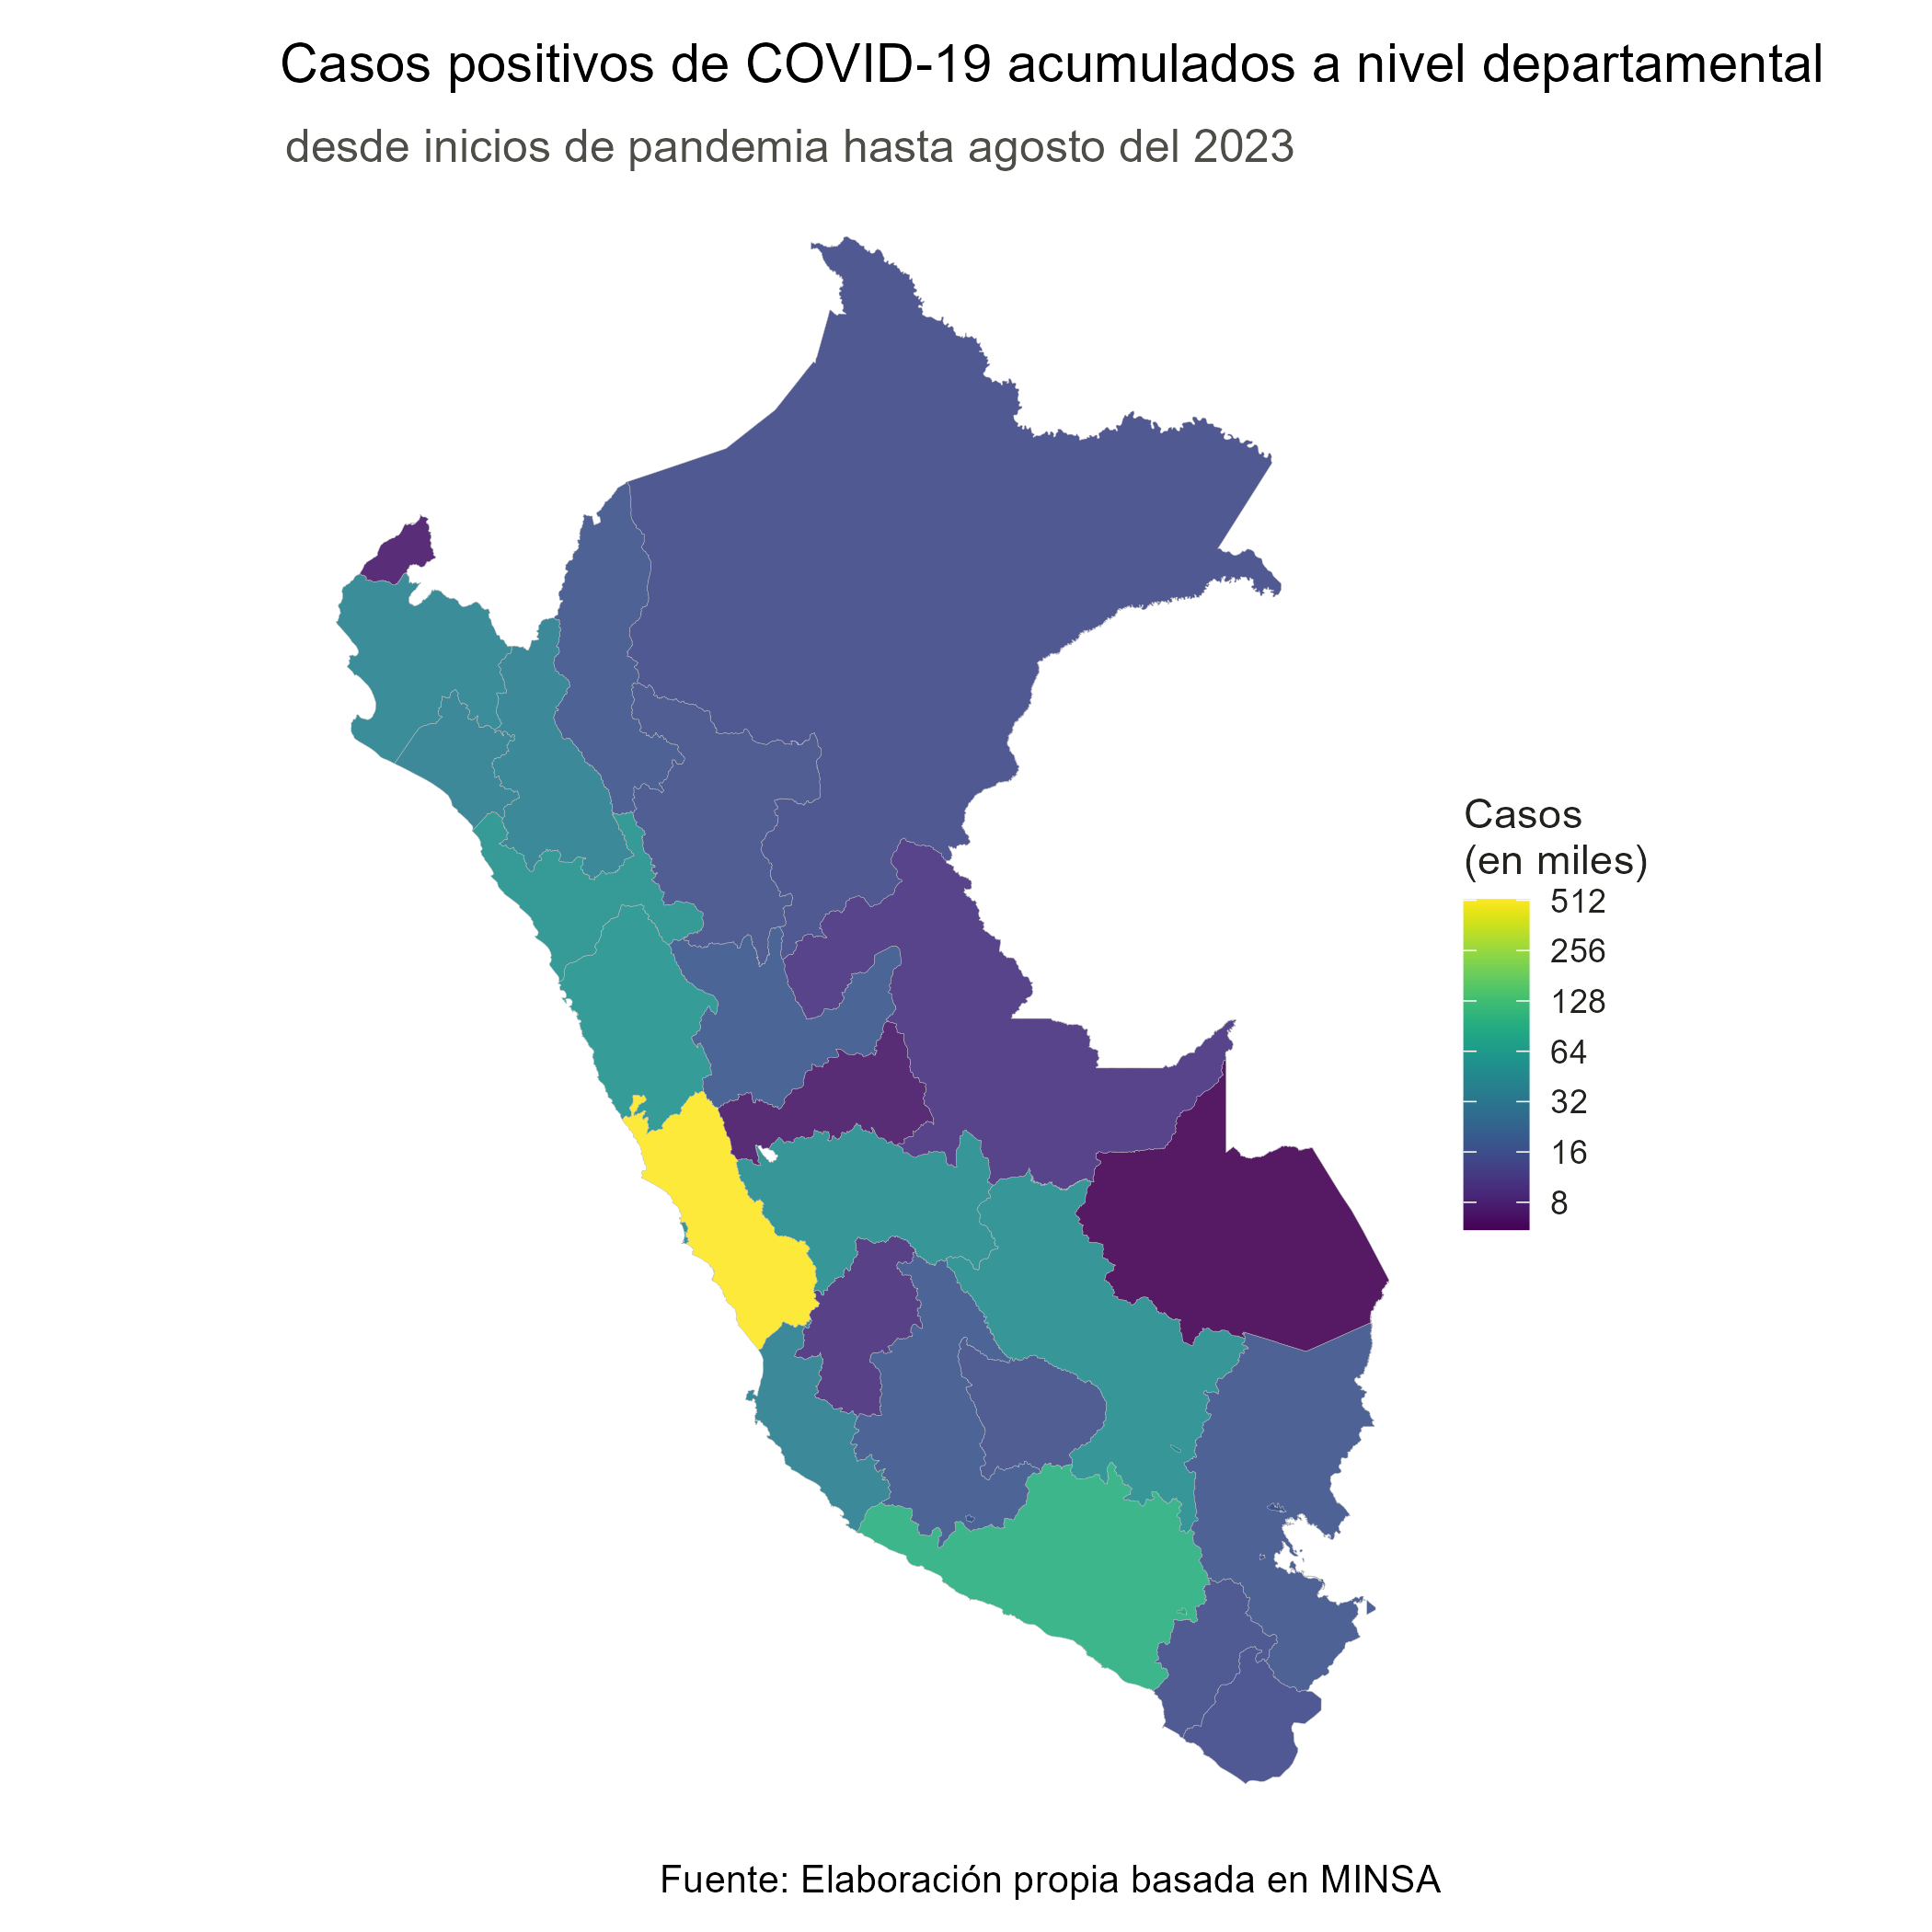 Casos positivos de COVID-19 acumulados a nivel departamental
desde inicios de pandemia hasta agosto del 2023
Casos
(en miles)
512
256
128
64
32
16
8
Fuente: Elaboración propia basada en MINSA